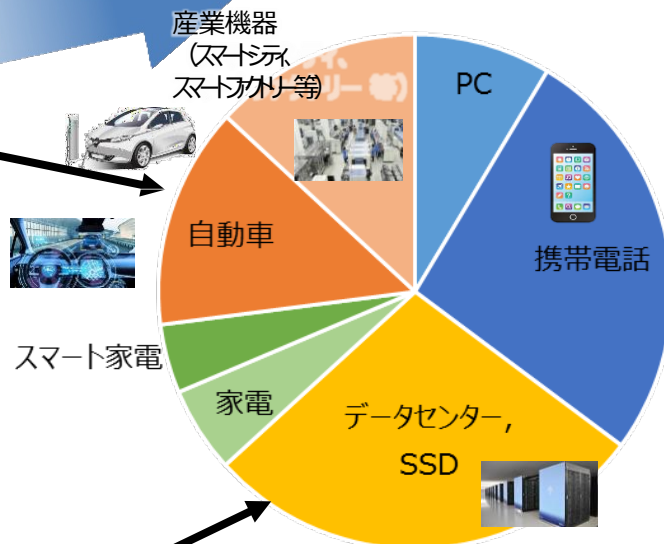 産業機器
(スマートシティ、
スマートファクトリー等)
PC
携帯電話
自動車
スマート家電
家電
データセンター,
SSD